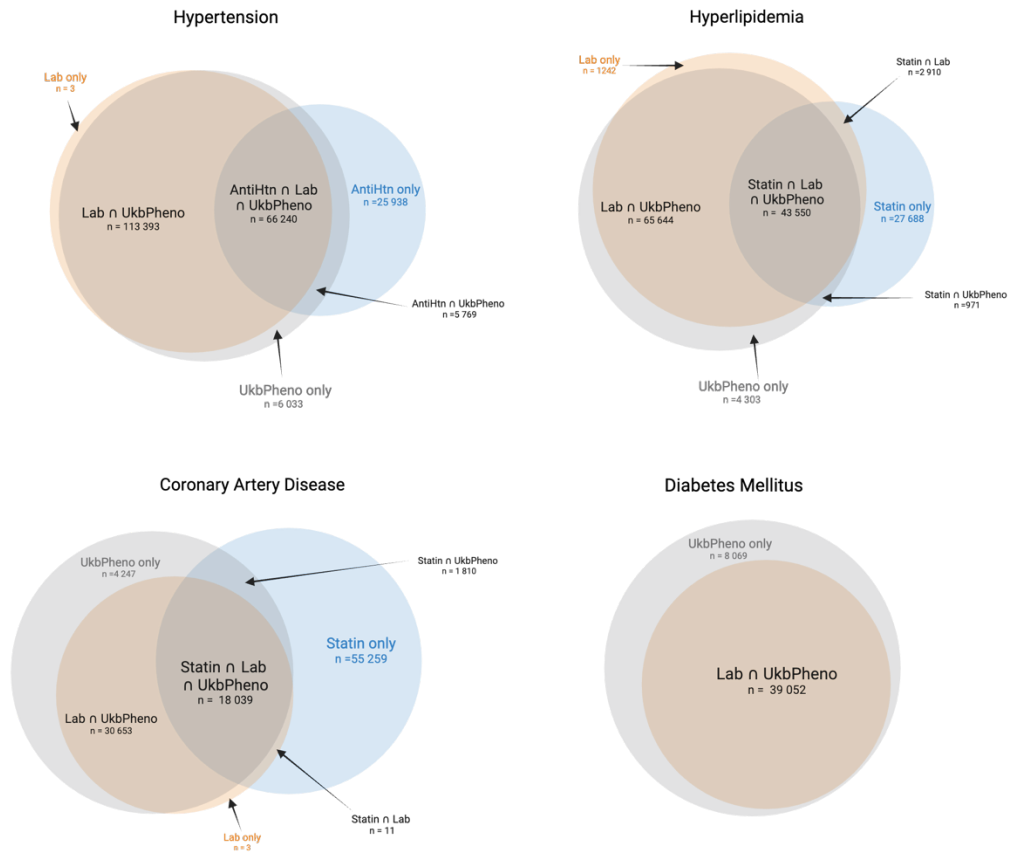 Hypertension
Lab only
n = 3
Lab ∩ UkbPheno
n = 113 393
AntiHtn ∩ Lab
∩ UkbPheno
n = 66 240
AntiHtn only
n =25 938
AntiHtn ∩ UkbPheno
n =5 769
UkbPheno only
n =6 033
Hyperlipidemia
Lab only
n = 1242
Statin ∩ Lab
n =2 910
Lab ∩ UkbPheno
n = 65 644
Statin ∩ Lab
∩ UkbPheno
n = 43 550
Statin only
n =27 688
Statin ∩ UkbPheno
n =971
UkbPheno only
n =4 303
Coronary Artery Disease
UkbPheno only
n =4 247
Statin ∩ UkbPheno
n = 1 810
Statin only
n =55 259
Statin ∩ Lab
∩ UkbPheno
n = 18 039
Lab ∩ UkbPheno
n = 30 653
Statin ∩ Lab
n = 11
Lab only
n = 3
Diabetes Mellitus
UkbPheno only
n = 8 069
Lab ∩ UkbPheno
n = 39 052